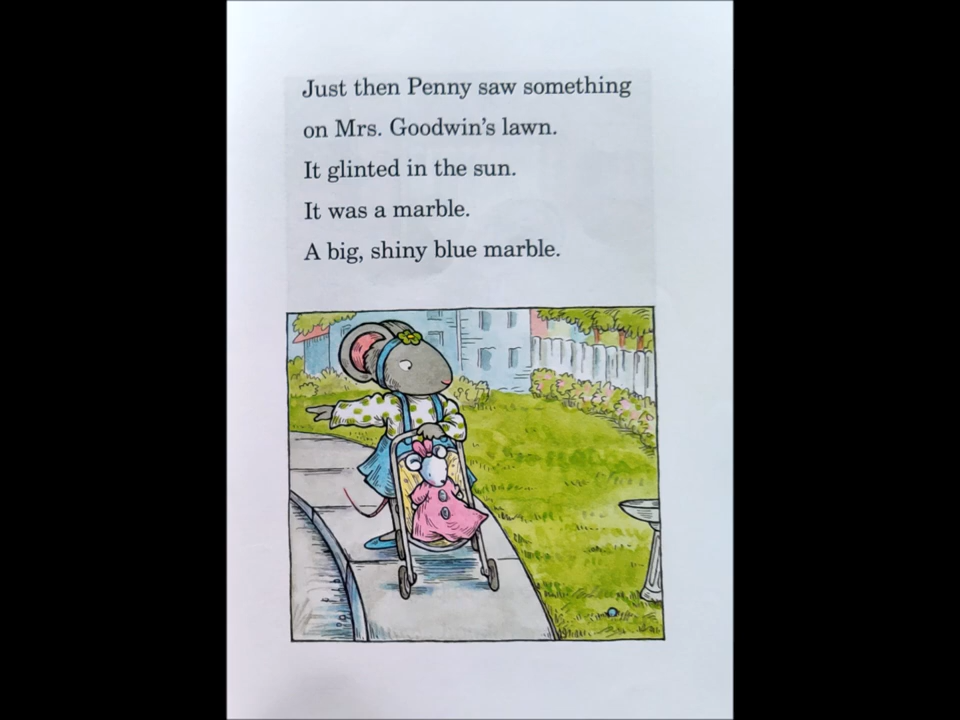 Just then Penny saw something
on Mrs. Goodwin's lawn.
It glinted in the sun.
It was a marble.
A big, shiny blue marble.